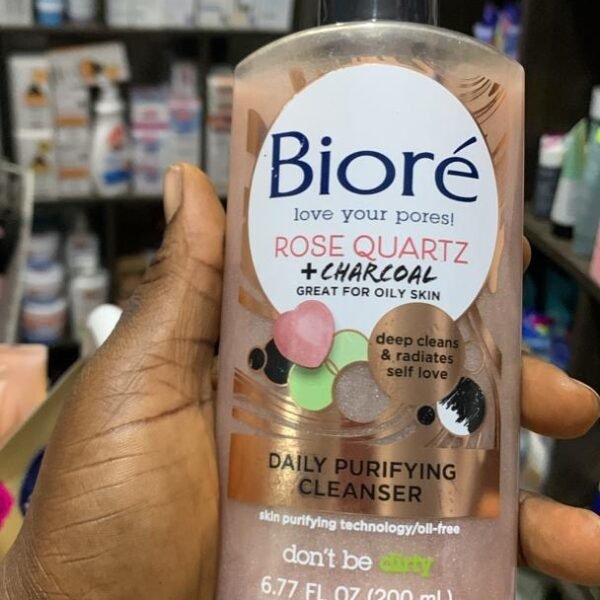 Bioré
love your pores!
ROSE QUARTZ
+CHARCOAL
GREAT FOR OILY SKIN
deep cleans
& radiates
self love
DAILY PURIFYING
CLEANSER
skin purifying technology/oil-free
don't be dirty
6.77 FL OZ (200 mL)